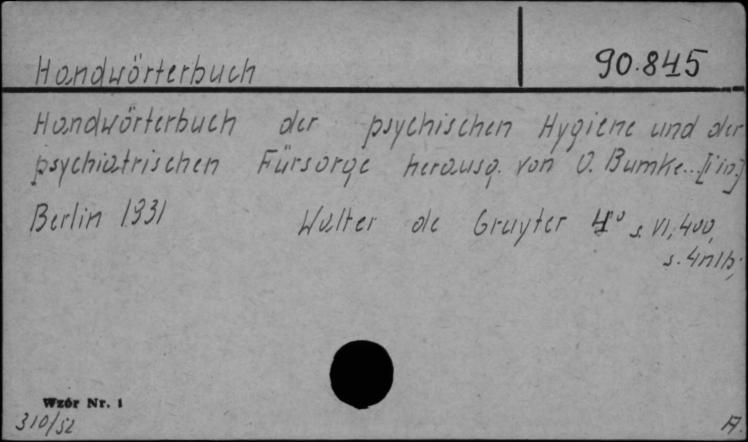 Handwörterbuch
90.845
Handwörterbuch der psychischen Hygiene und der
psychiatrischen Fürsorge herausg. von O. Bumke...[i in.]
Berlin 1931 Walter de Gruyter 4° s. VI, 400,
s. 4nlb;
Wzór Nr. 1
310/52
A.